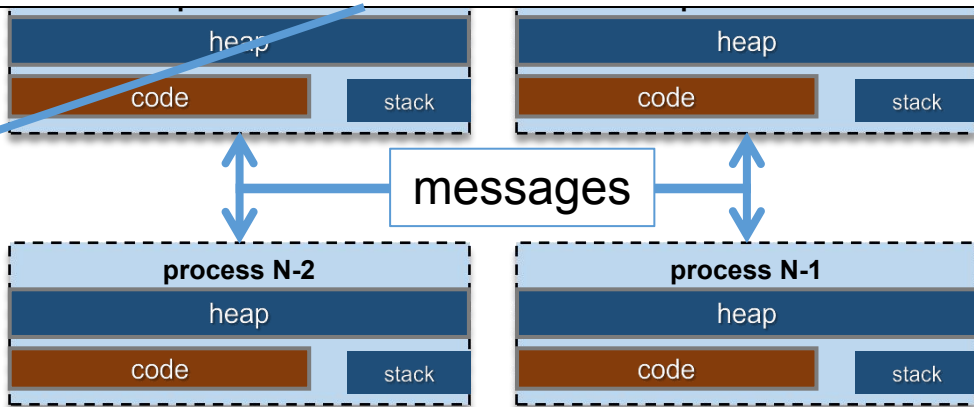 heap heap
code stack code stack
messages
process N-2 process N-1
heap heap
code stack code stack